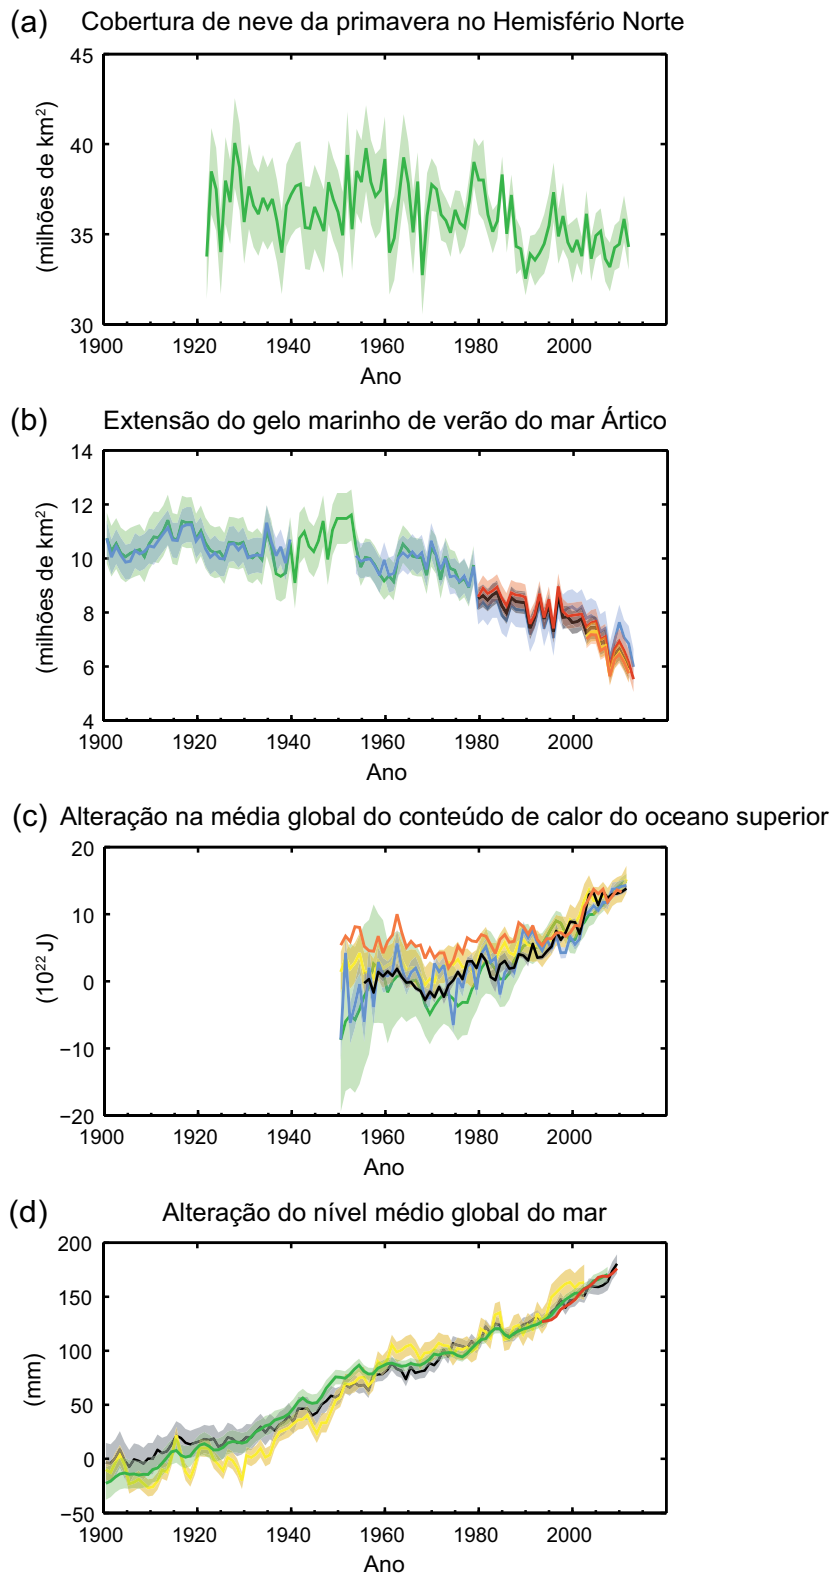 (a) Cobertura de neve da primavera no Hemisfério Norte
45
40
35
30
(milhões de km²)
1900 1920 1940 1960 1980 2000
Ano
(b) Extensão do gelo marinho de verão do mar Ártico
14
12
10
8
6
4
(milhões de km²)
1900 1920 1940 1960 1980 2000
Ano
(c) Alteração na média global do conteúdo de calor do oceano superior
20
10
0
−10
−20
(10²² J)
1900 1920 1940 1960 1980 2000
Ano
(d) Alteração do nível médio global do mar
200
150
100
50
0
−50
(mm)
1900 1920 1940 1960 1980 2000
Ano